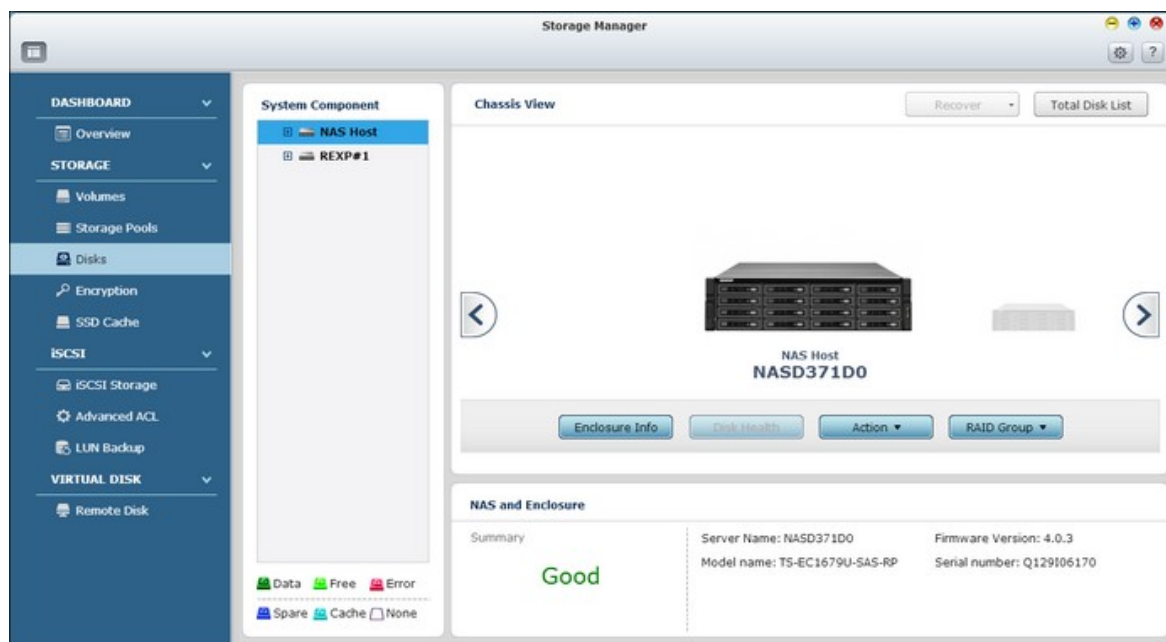 Storage Manager
?
DASHBOARD
Overview
STORAGE
Volumes
Storage Pools
Disks
Encryption
SSD Cache
iSCSI
iSCSI Storage
Advanced ACL
LUN Backup
VIRTUAL DISK
Remote Disk
System Component
NAS Host
REXP#1
Data Free Error
Spare Cache None
Chassis View
Recover
Total Disk List
NAS Host
NASD371D0
Enclosure Info
Disk Health
Action
RAID Group
NAS and Enclosure
Summary
Good
Server Name: NASD371D0
Model name: TS-EC1679U-SAS-RP
Firmware Version: 4.0.3
Serial number: Q129I06170